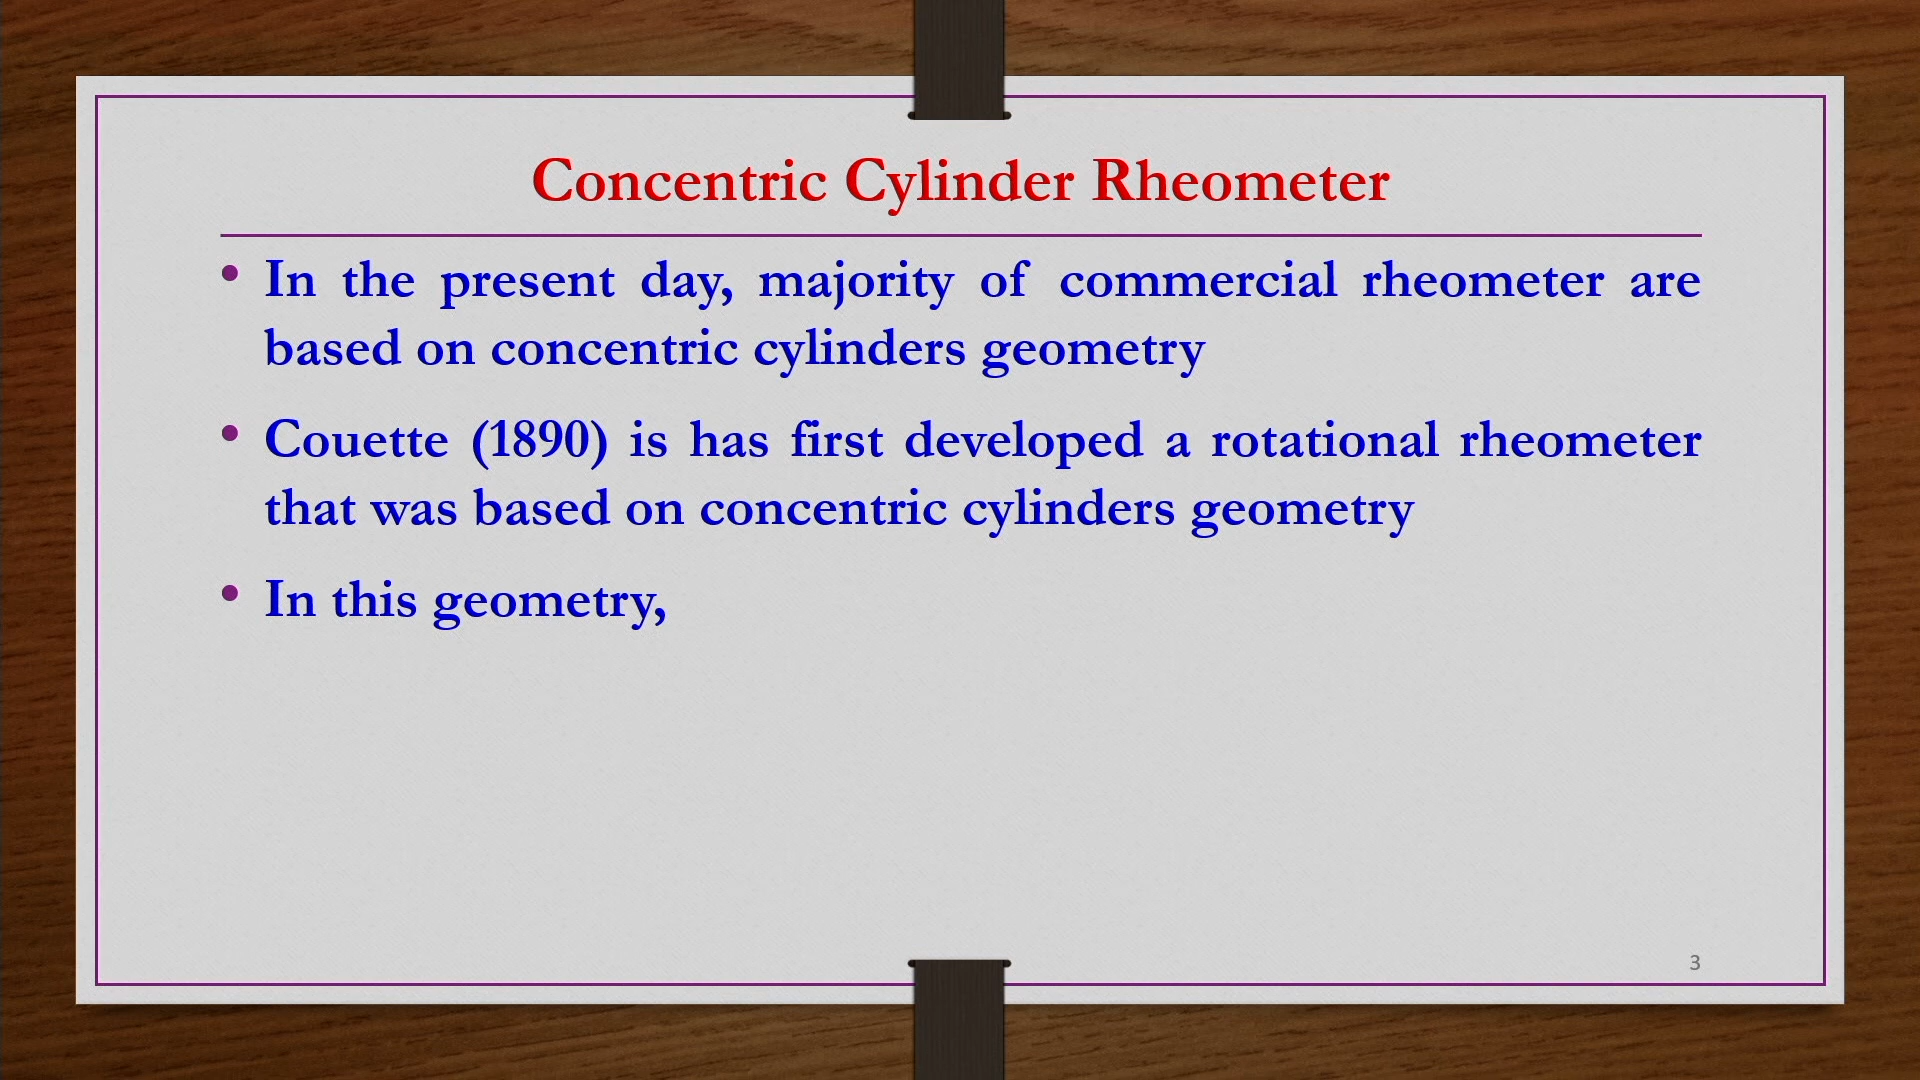 Concentric Cylinder Rheometer
• In the present day, majority of commercial rheometer are
based on concentric cylinders geometry
• Couette (1890) is has first developed a rotational rheometer
that was based on concentric cylinders geometry
• In this geometry,
3